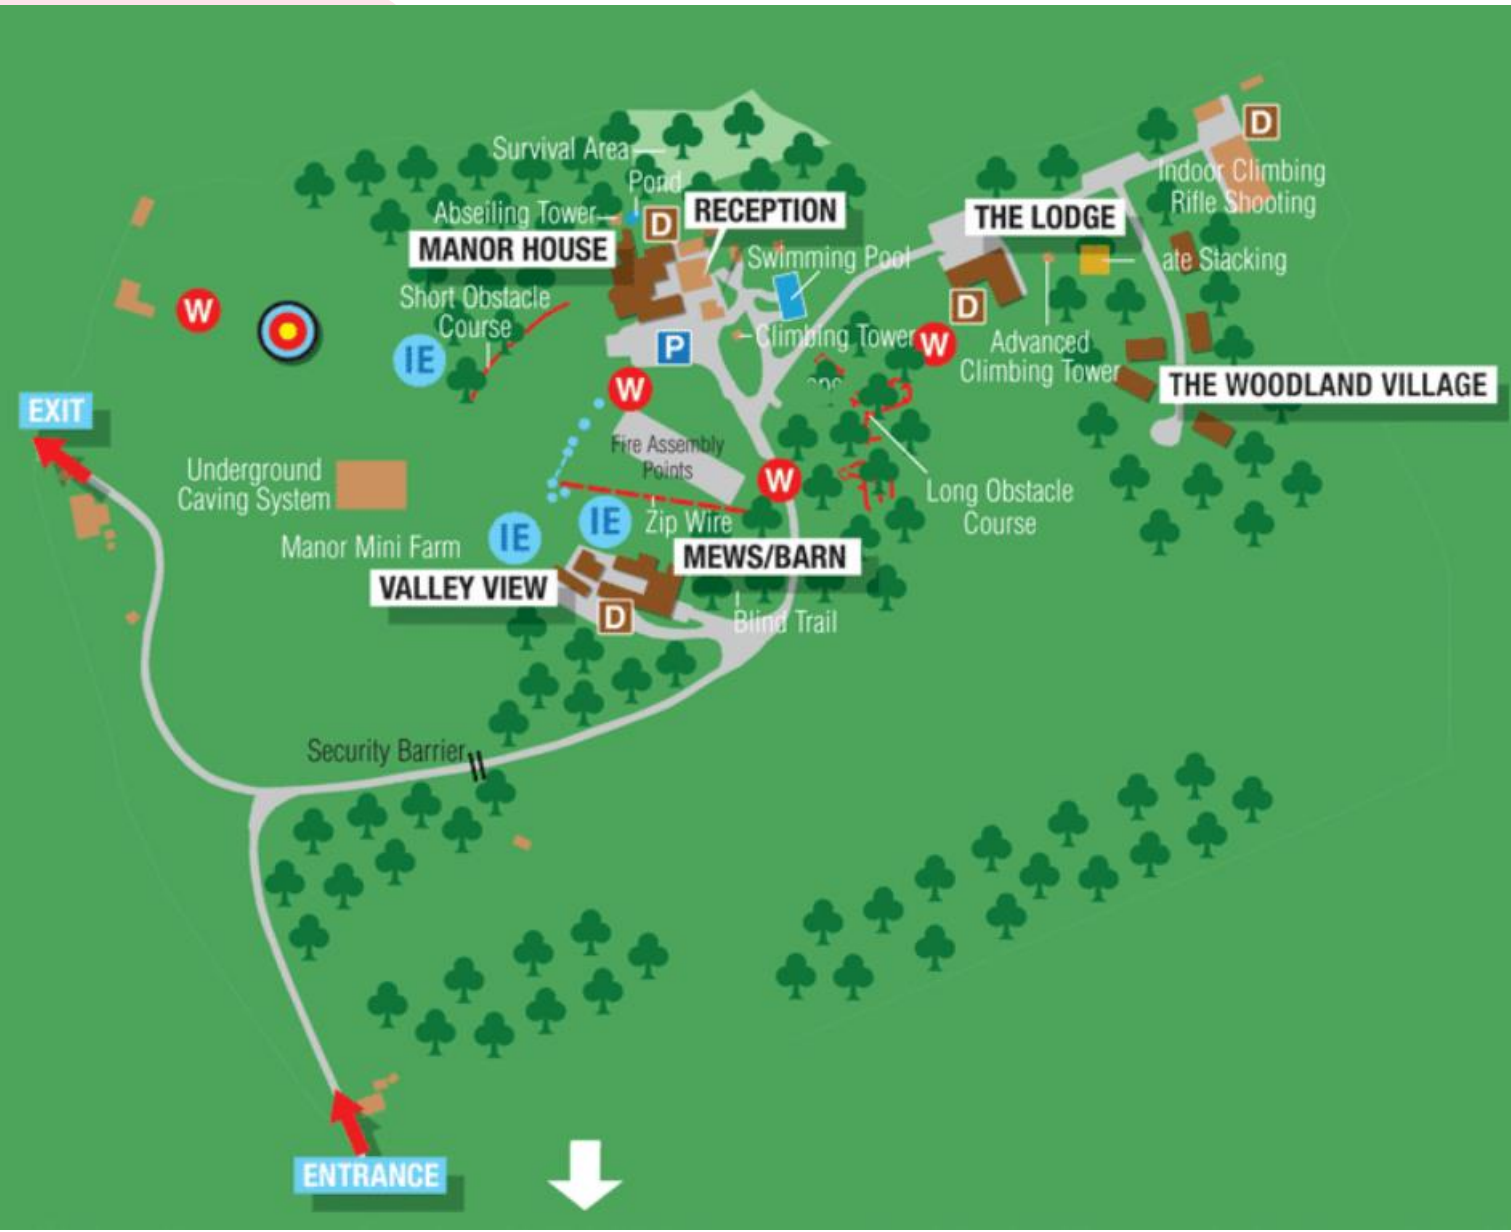 Survival Area
Pond
Abseiling Tower
D
RECEPTION
MANOR HOUSE
Swimming Pool
Short Obstacle
Course
IE
W
EXIT
P
Climbing Tower
W
W
D
THE LODGE
D
Indoor Climbing
Rifle Shooting
ate Stacking
Advanced
Climbing Tower
THE WOODLAND VILLAGE
Fire Assembly
Points
W
Underground
Caving System
Long Obstacle
Course
Zip Wire
IE
IE
Manor Mini Farm
MEWS/BARN
VALLEY VIEW
D
Blind Trail
Security Barrier
ENTRANCE